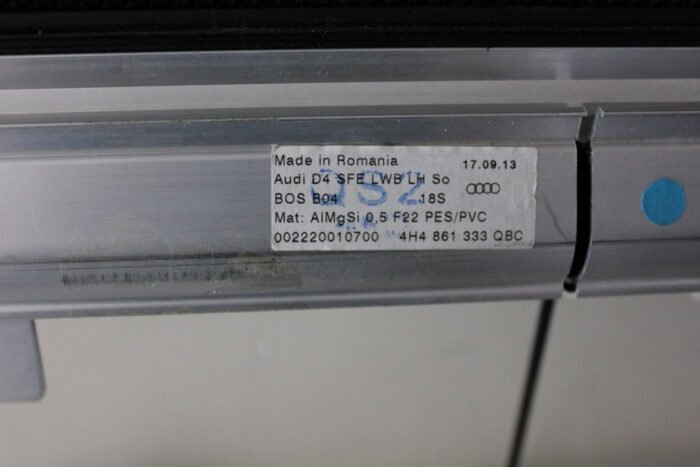 Made in Romania 17.09.13
Audi D4 SFE LWB LH So
BOS B04 18S
Mat: AlMgSi 0,5 F22 PES/PVC
002220010700 4H4 861 333 QBC
QS2